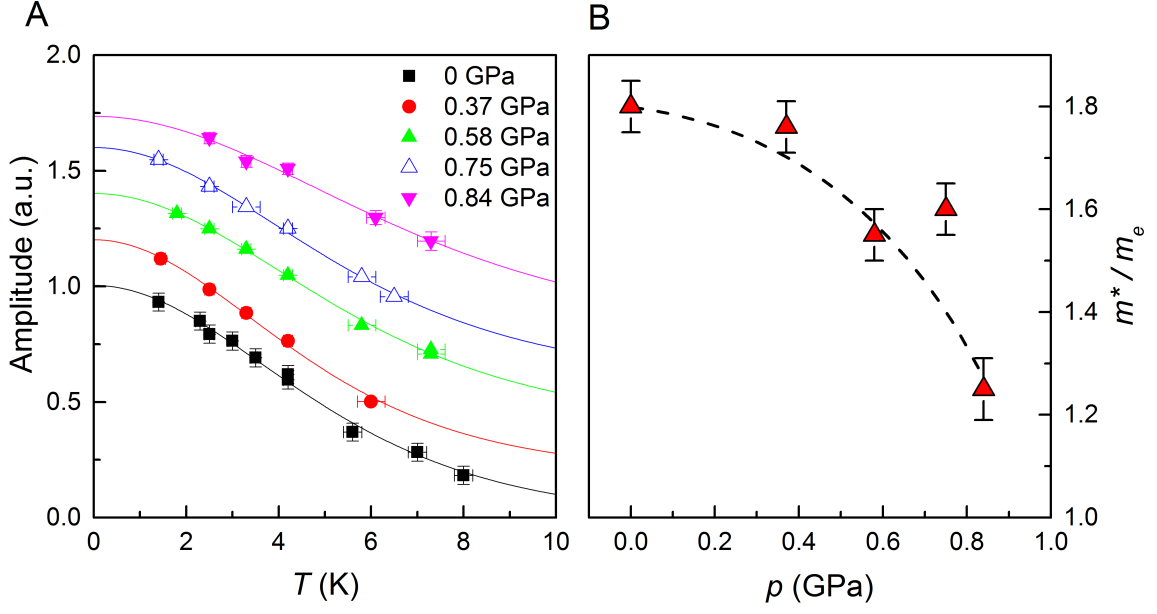 A
B
2.0
1.5
1.0
0.5
0.0
Amplitude (a.u.)
0 GPa
0.37 GPa
0.58 GPa
0.75 GPa
0.84 GPa
0 2 4 6 8 10
T (K)
1.8
1.6
1.4
1.2
1.0
m* / me
0.0 0.2 0.4 0.6 0.8 1.0
p (GPa)